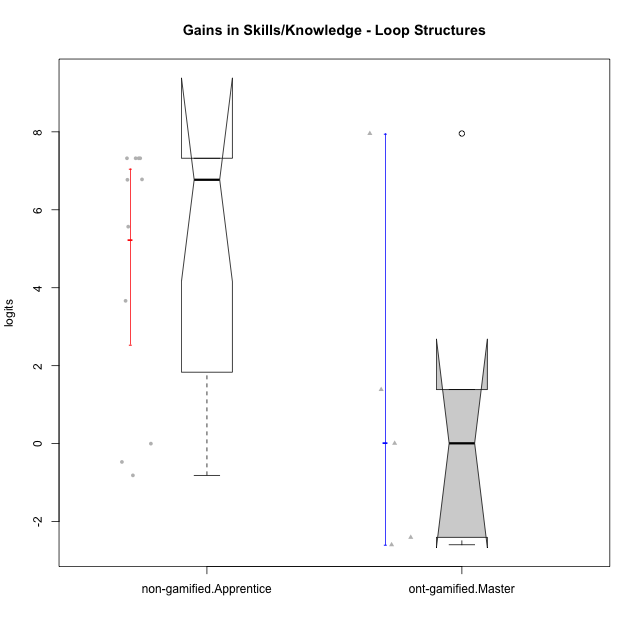 Gains in Skills/Knowledge - Loop Structures
logits
8
6
4
2
0
-2
non-gamified.Apprentice
ont-gamified.Master